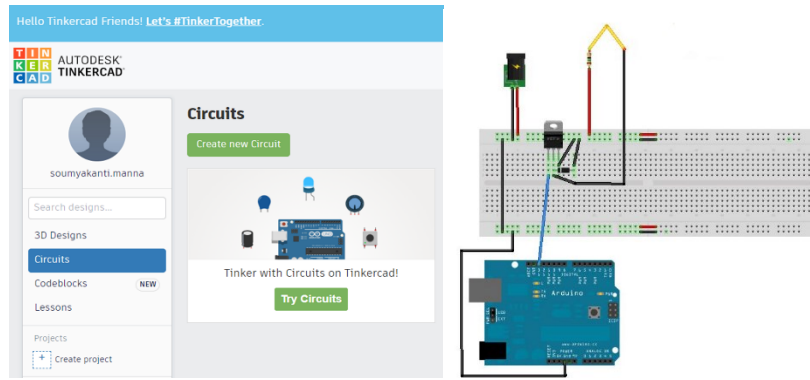 Hello Tinkercad Friends! Let's #TinkerTogether.
TIN
KER
CAD
AUTODESK®
TINKERCAD®
soumyakanti.manna
Search designs...
3D Designs
Circuits
Codeblocks NEW
Lessons
Projects
+ Create project
Circuits
Create new Circuit
Tinker with Circuits on Tinkercad!
Try Circuits
Arduino